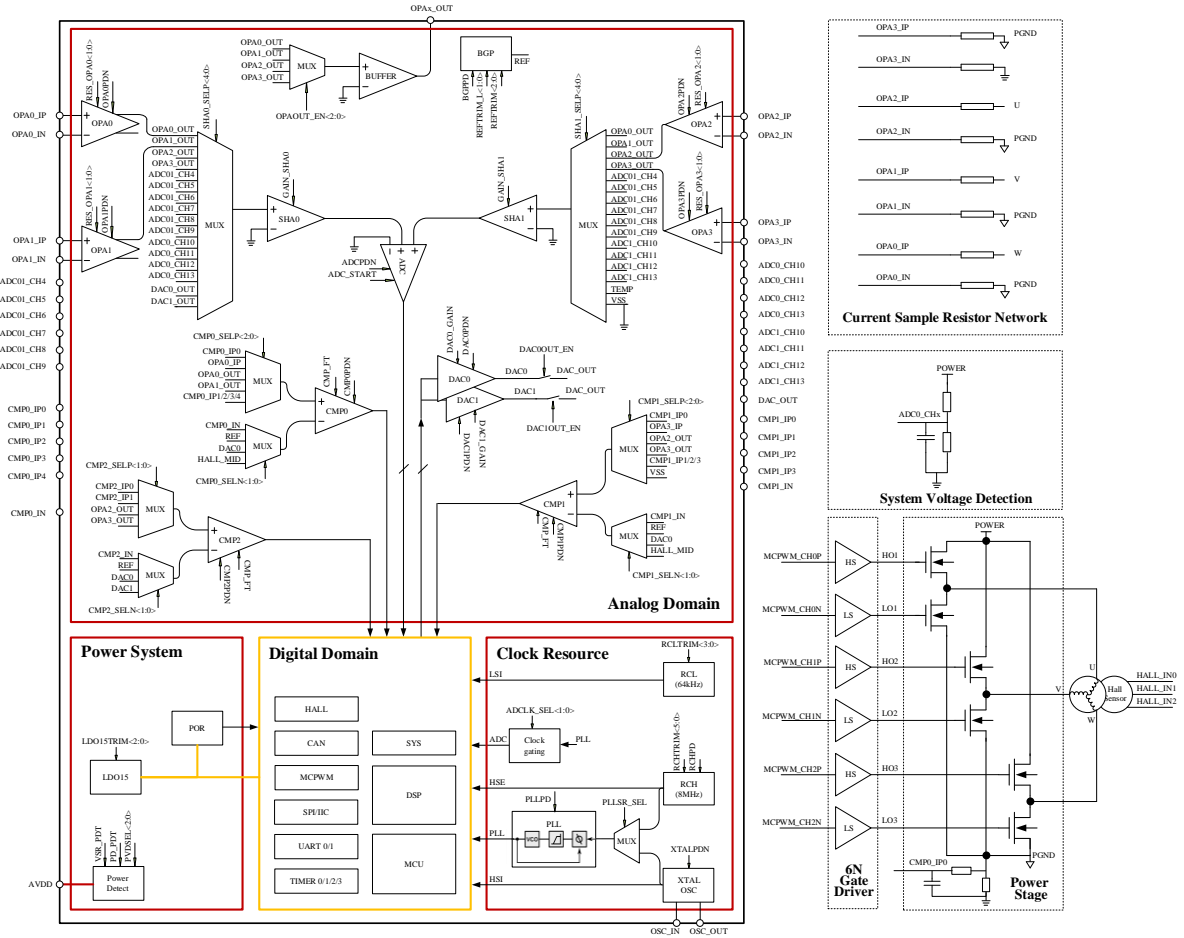 OPAx_OUT
OPA0_OUT
OPA1_OUT
OPA2_OUT
OPA3_OUT
MUX
BUFFER
OPAOUT_EN<2:0>
BGP
REF
BGPPD
REFTRIM_L<1:0>
REFTRIM<2:0>
RES_OPA0<1:0>
OPA0PDN
SHA0_SELP<4:0>
OPA0_IP
OPA0_IN
OPA0
RES_OPA1<1:0>
OPA1PDN
OPA1_IP
OPA1_IN
OPA1
OPA0_OUT
OPA1_OUT
OPA2_OUT
OPA3_OUT
ADC01_CH4
ADC01_CH5
ADC01_CH6
ADC01_CH7
ADC01_CH8
ADC01_CH9
ADC0_CH10
ADC0_CH11
ADC0_CH12
ADC0_CH13
DAC0_OUT
DAC1_OUT
MUX
GAIN_SHA0
SHA0
ADC
ADCPDN
ADC_START
GAIN_SHA1
SHA1
SHA1_SELP<4:0>
MUX
OPA0_OUT
OPA1_OUT
OPA2_OUT
OPA3_OUT
ADC01_CH4
ADC01_CH5
ADC01_CH6
ADC01_CH7
ADC01_CH8
ADC01_CH9
ADC1_CH10
ADC1_CH11
ADC1_CH12
ADC1_CH13
TEMP
VSS
OPA2PDN
RES_OPA2<1:0>
OPA2
OPA2_IP
OPA2_IN
OPA3PDN
RES_OPA3<1:0>
OPA3
OPA3_IP
OPA3_IN
ADC01_CH4
ADC01_CH5
ADC01_CH6
ADC01_CH7
ADC01_CH8
ADC01_CH9
CMP0_IP0
CMP0_IP1
CMP0_IP2
CMP0_IP3
CMP0_IP4
CMP0_IN
ADC0_CH10
ADC0_CH11
ADC0_CH12
ADC0_CH13
ADC1_CH10
ADC1_CH11
ADC1_CH12
ADC1_CH13
DAC_OUT
CMP1_IP0
CMP1_IP1
CMP1_IP2
CMP1_IP3
CMP1_IN
CMP0_SELP<2:0>
CMP0_IP0
OPA0_IP
OPA0_OUT
OPA1_OUT
CMP0_IP1/2/3/4
MUX
CMP_FT
CMP0PDN
CMP0
CMP0_IN
REF
DAC0
HALL_MID
MUX
CMP0_SELN<1:0>
DAC0_GAIN
DAC0PDN
DAC0
DAC1
DAC1PDN
DAC1_GAIN
DAC0OUT_EN
DAC0
DAC_OUT
DAC1
DAC_OUT
DAC1OUT_EN
CMP1_SELP<2:0>
CMP1_IP0
OPA3_IP
OPA2_OUT
OPA3_OUT
CMP1_IP1/2/3
VSS
MUX
CMP1
CMP_FT
CMP1PDN
CMP1_IN
REF
DAC0
HALL_MID
MUX
CMP1_SELN<1:0>
CMP2_SELP<1:0>
CMP2_IP0
CMP2_IP1
OPA2_OUT
OPA3_OUT
MUX
CMP2
CMP2PDN
CMP_FT
CMP2_IN
REF
DAC0
DAC1
MUX
CMP2_SELN<1:0>
Analog Domain
Power System
POR
LDO15TRIM<2:0>
LDO15
VSR_PDT
PD_PDT
PVDSEL<2:0>
Power
Detect
AVDD
Digital Domain
HALL
CAN
MCPWM
SPI/IIC
UART 0/1
TIMER 0/1/2/3
SYS
DSP
MCU
Clock Resource
RCLTRIM<3:0>
LSI
RCL
(64kHz)
ADCLK_SEL<1:0>
ADC
Clock
gating
PLL
RCHTRIM<5:0>
RCHPD
HSE
RCH
(8MHz)
PLLPD
PLLSR_SEL
PLL
PLL
VCO
MUX
XTALPDN
HSI
XTAL
OSC
OSC_IN
OSC_OUT
OPA3_IP
PGND
OPA3_IN
OPA2_IP
U
OPA2_IN
PGND
OPA1_IP
V
OPA1_IN
PGND
OPA0_IP
W
OPA0_IN
PGND
Current Sample Resistor Network
POWER
ADC0_CHx
System Voltage Detection
POWER
MCPWM_CH0P
HS
HO1
MCPWM_CH0N
LS
LO1
MCPWM_CH1P
HS
HO2
MCPWM_CH1N
LS
LO2
MCPWM_CH2P
HS
HO3
MCPWM_CH2N
LS
LO3
U
V
W
Hall
Sensor
HALL_IN0
HALL_IN1
HALL_IN2
PGND
CMP0_IP0
6N
Gate
Driver
Power
Stage